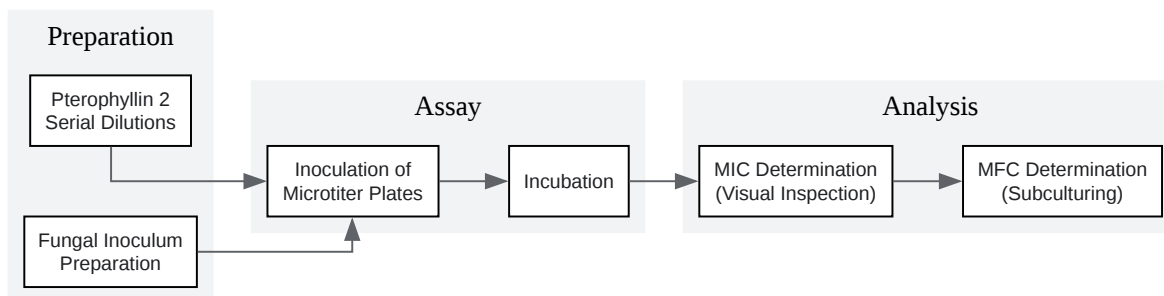 Preparation
Pterophyllin 2
Serial Dilutions
Fungal Inoculum
Preparation
Assay
Inoculation of
Microtiter Plates
Incubation
Analysis
MIC Determination
(Visual Inspection)
MFC Determination
(Subculturing)